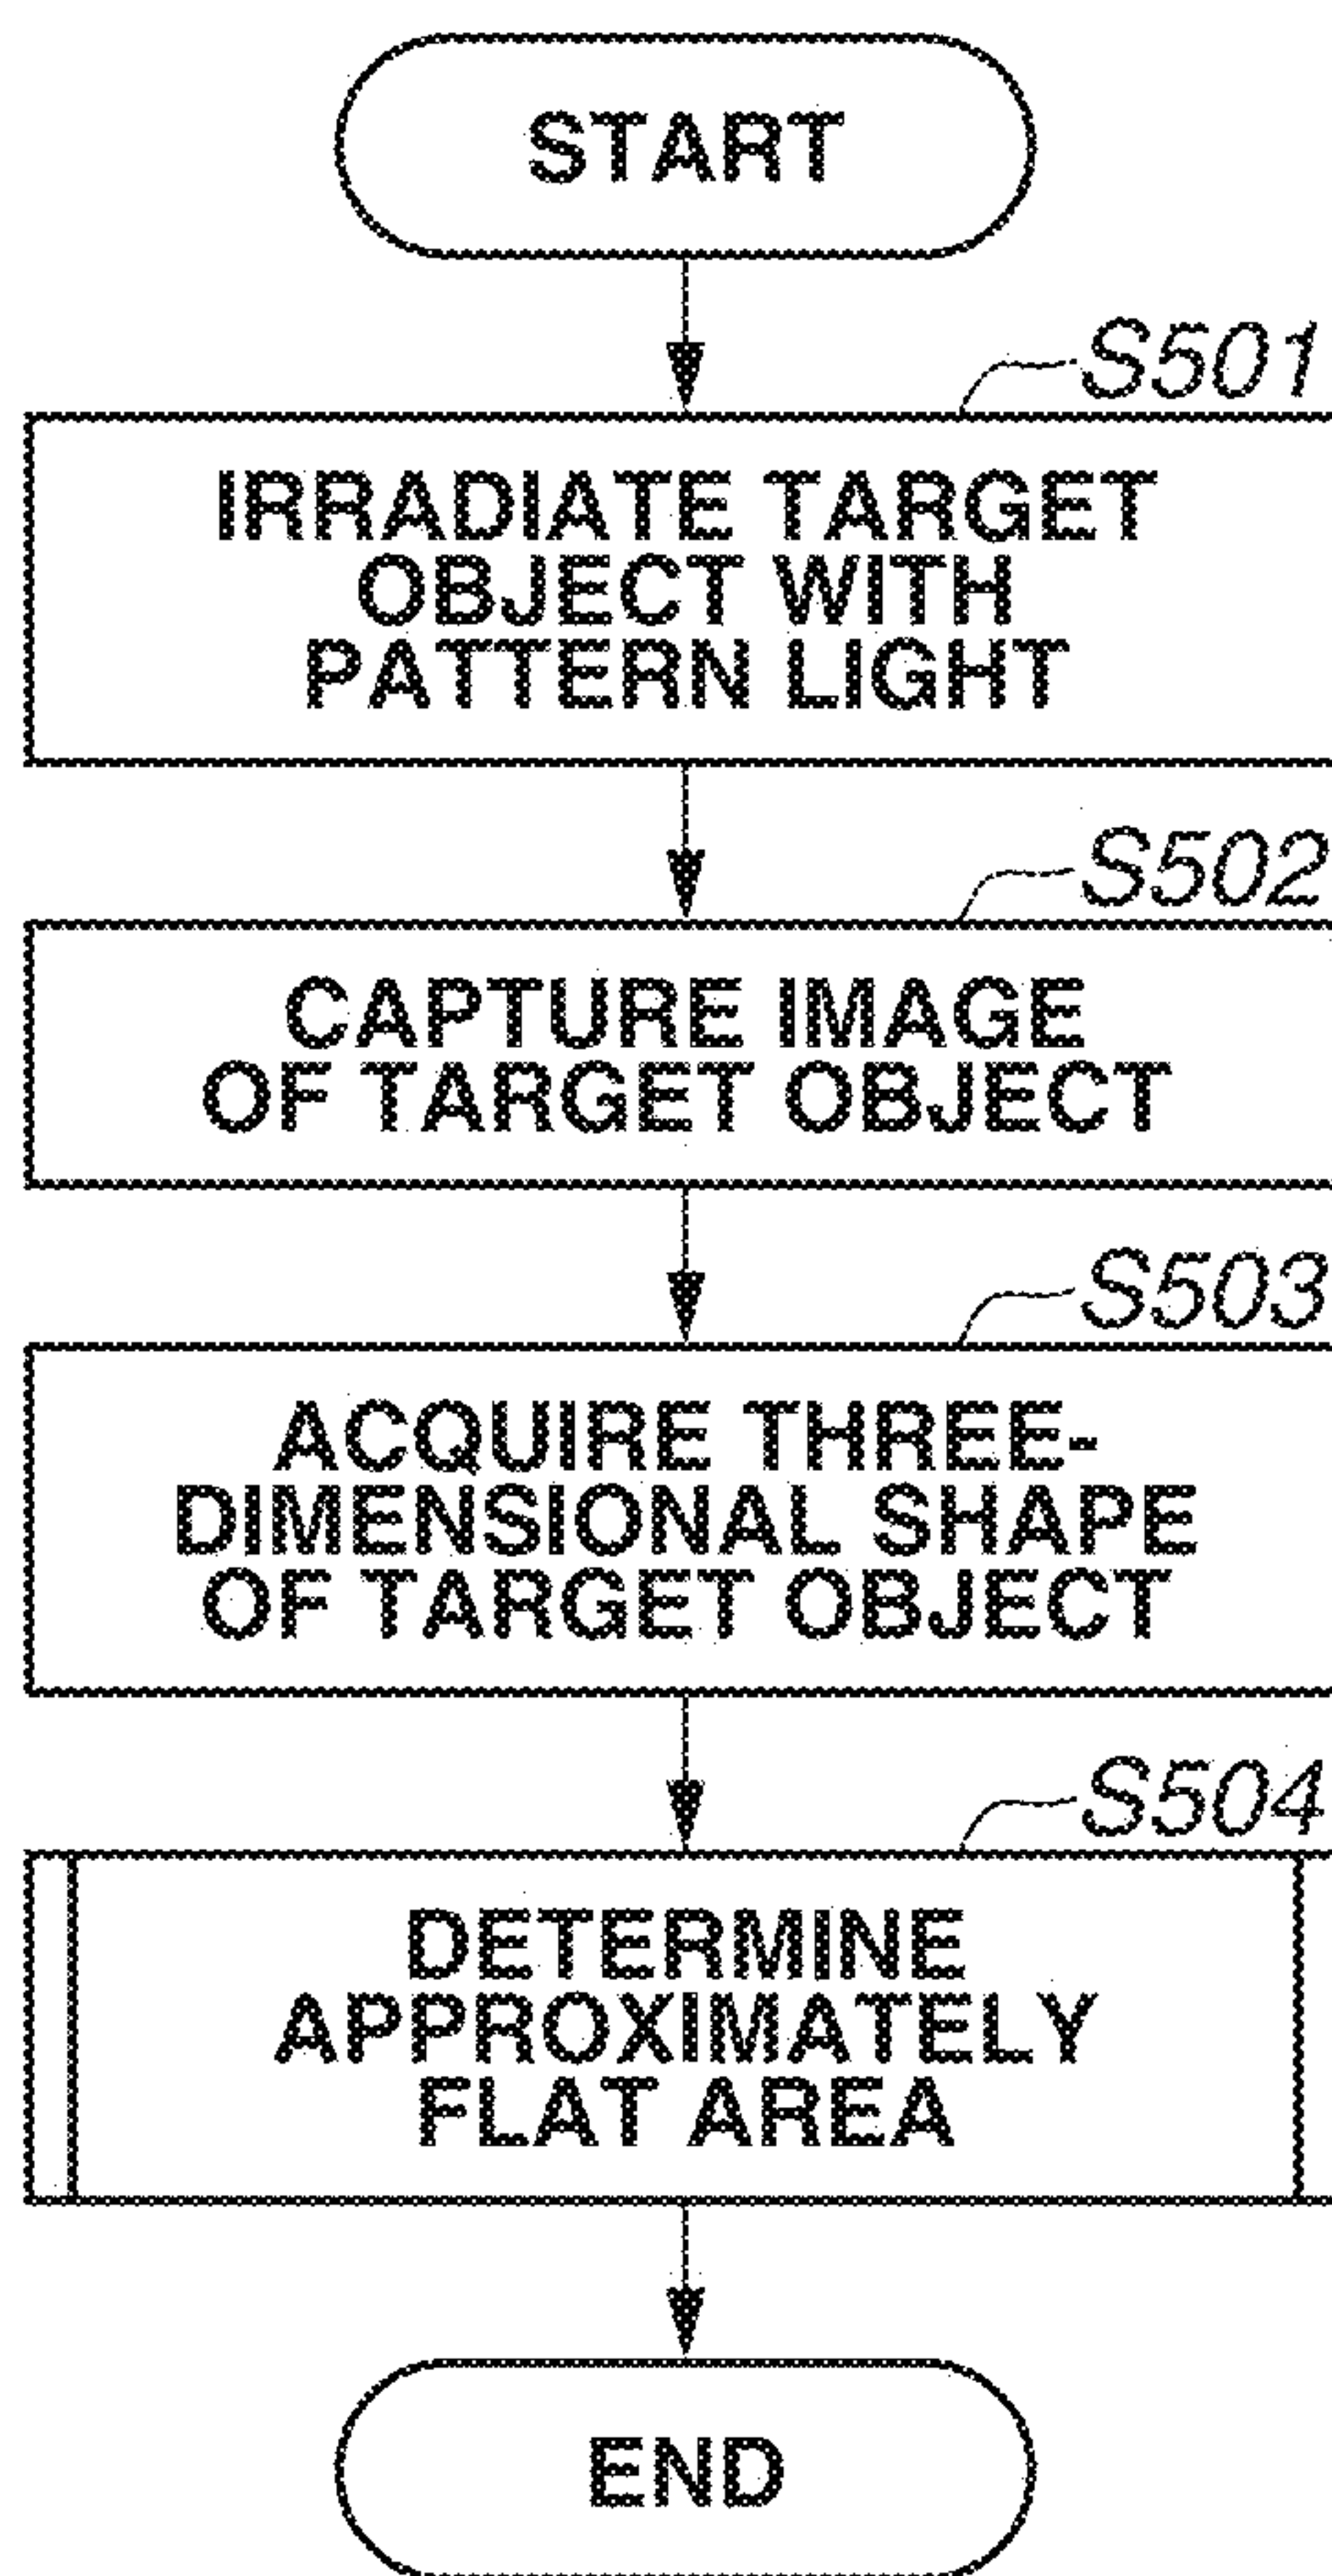 START
S501
IRRADIATE TARGET
OBJECT WITH
PATTERN LIGHT
S502
CAPTURE IMAGE
OF TARGET OBJECT
S503
ACQUIRE THREE-
DIMENSIONAL SHAPE
OF TARGET OBJECT
S504
DETERMINE
APPROXIMATELY
FLAT AREA
END